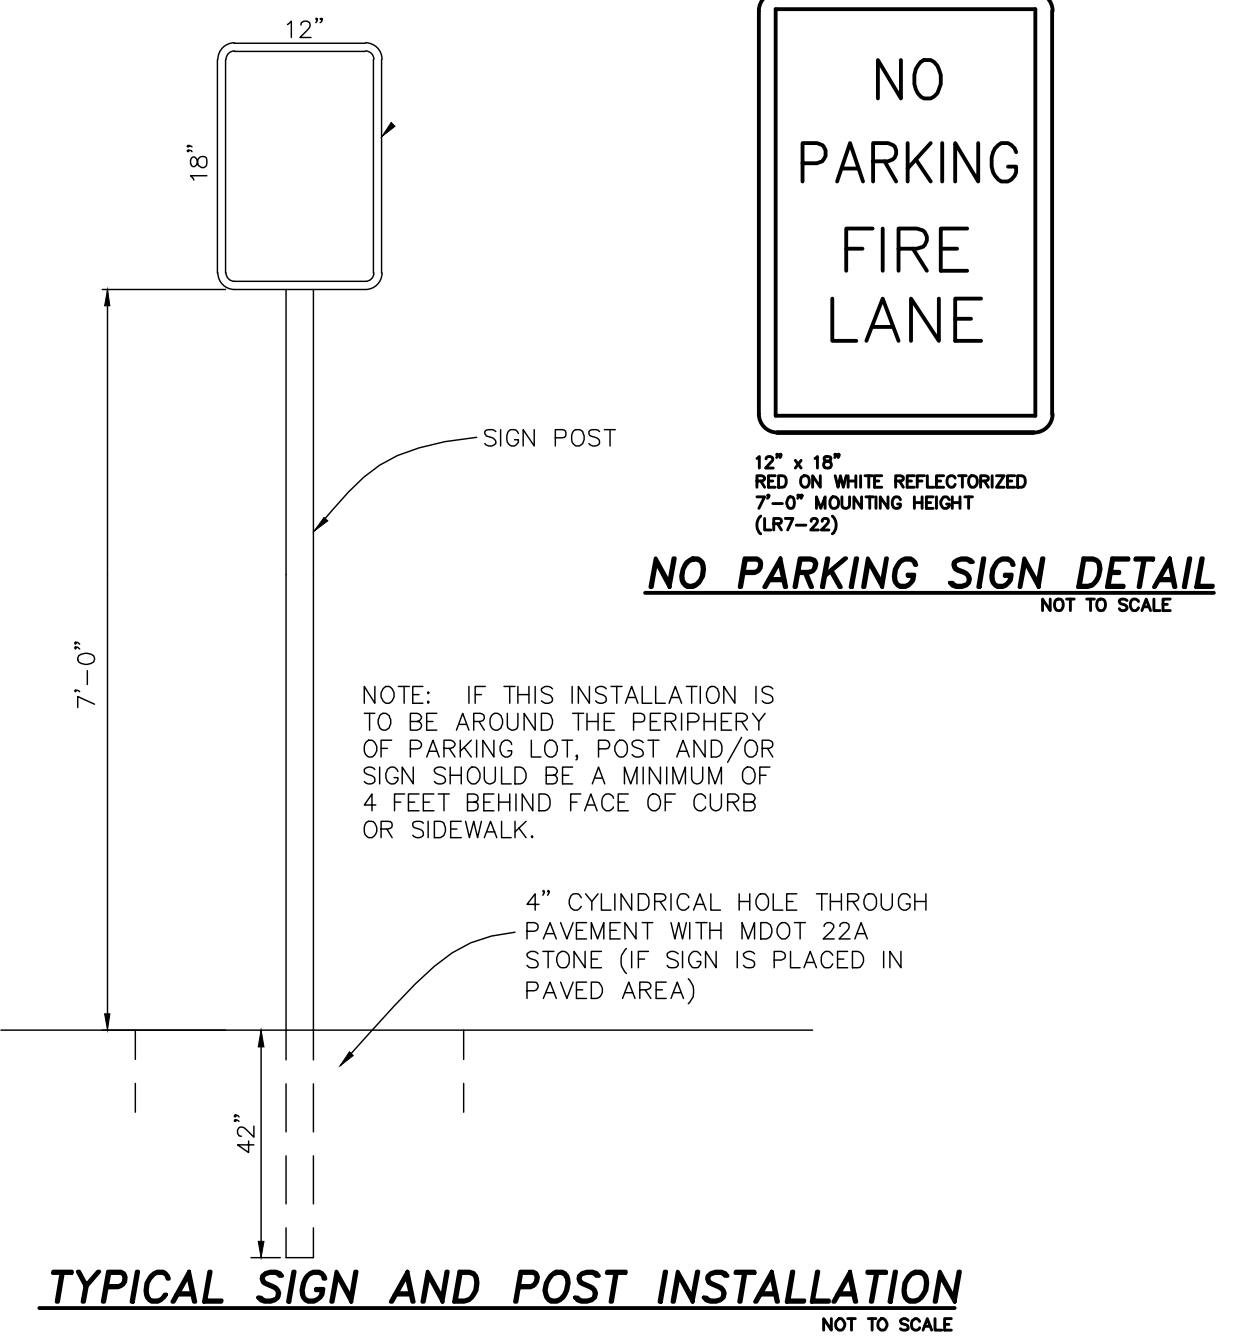 12”
18”
SIGN POST
7’-0”
NOTE: IF THIS INSTALLATION IS
TO BE AROUND THE PERIPHERY
OF PARKING LOT, POST AND/OR
SIGN SHOULD BE A MINIMUM OF
4 FEET BEHIND FACE OF CURB
OR SIDEWALK.
4” CYLINDRICAL HOLE THROUGH
PAVEMENT WITH MDOT 22A
STONE (IF SIGN IS PLACED IN
PAVED AREA)
42”
TYPICAL SIGN AND POST INSTALLATION
NOT TO SCALE
NO
PARKING
FIRE
LANE
12” x 18”
RED ON WHITE REFLECTORIZED
7’-0” MOUNTING HEIGHT
(LR7-22)
NO PARKING SIGN DETAIL
NOT TO SCALE